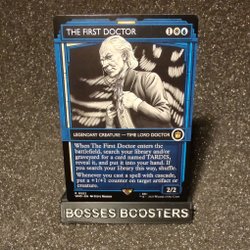 THE FIRST DOCTOR 1
LEGENDARY CREATURE — TIME LORD DOCTOR
When The First Doctor enters the
battlefield, search your library and/or
graveyard for a card named TARDIS,
reveal it, and put it into your hand. If
you search your library this way, shuffle.
Whenever you cast a spell with cascade,
put a +1/+1 counter on target artifact or
creature.
2/2
BOSSES BOOSTERS